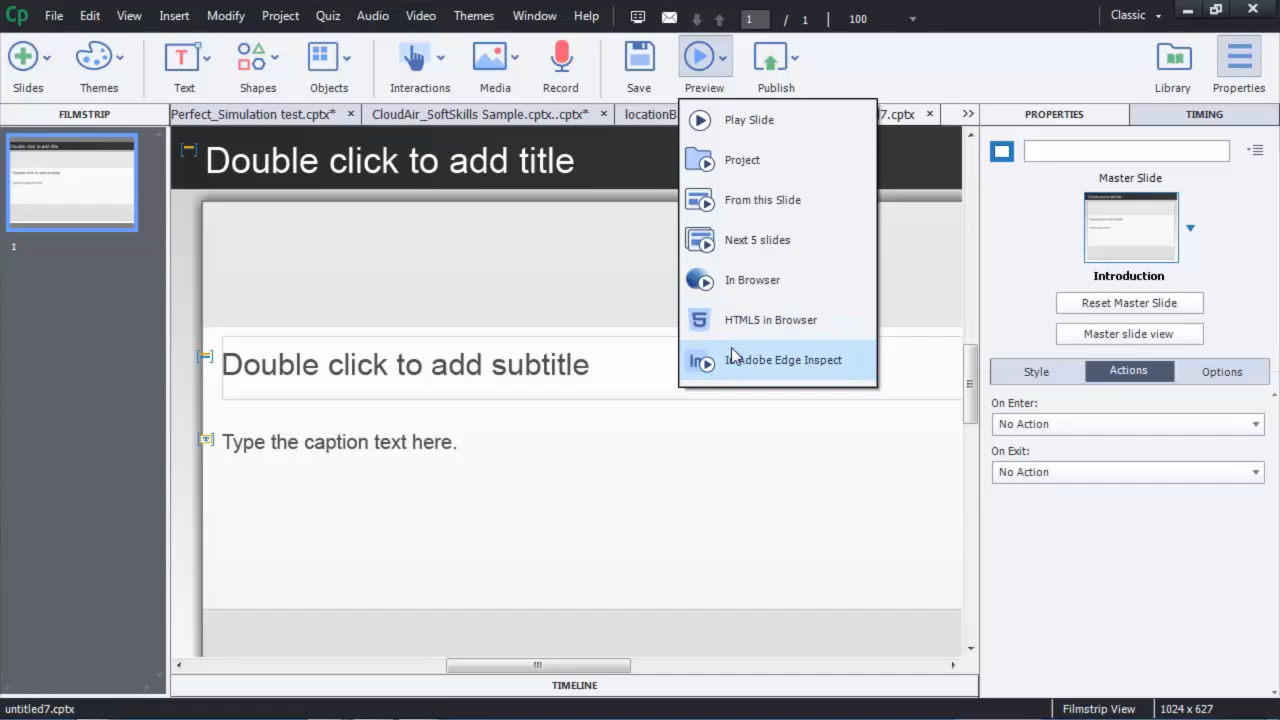 Cp File Edit View Insert Modify Project Quiz Audio Video Themes Window Help 1 / 1 100 Classic
Slides Themes Text Shapes Objects Interactions Media Record Save Preview Publish Library Properties
FILMSTRIP Perfect_Simulation test.cptx* CloudAir_SoftSkills Sample.cptx..cptx* 7.cptx PROPERTIES TIMING
Double click to add title
Double click to add subtitle
Type the caption text here.
1
Play Slide
Project
From this Slide
Next 5 slides
In Browser
HTML5 in Browser
In Adobe Edge Inspect
Master Slide
Introduction
Reset Master Slide
Master slide view
Style Actions Options
On Enter:
No Action
On Exit:
No Action
TIMELINE
untitled7.cptx Filmstrip View 1024 x 627